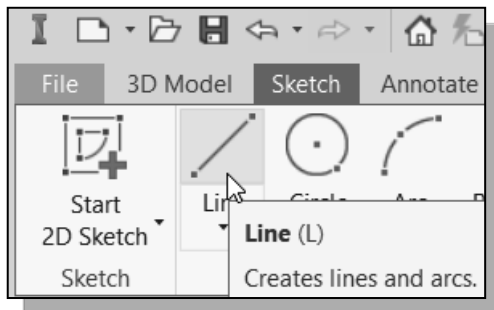 File 3D Model Sketch Annotate
Start
2D Sketch
Line (L)
Creates lines and arcs.
Sketch